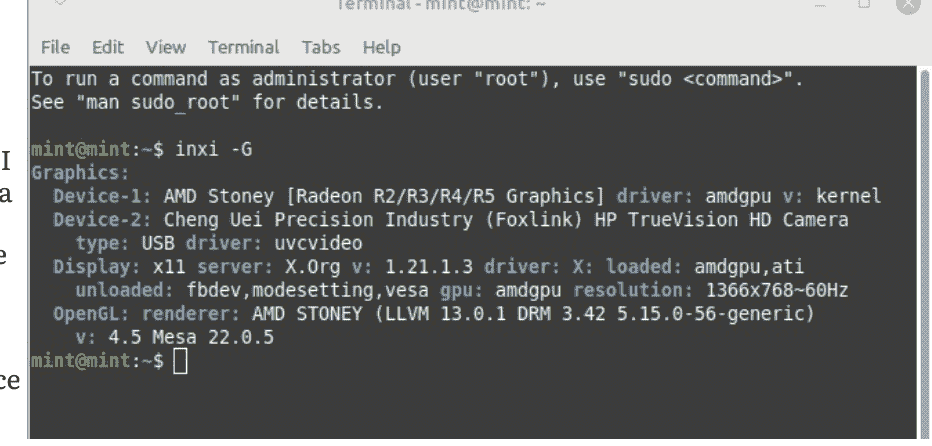 Terminal - mint@mint: ~
File Edit View Terminal Tabs Help
To run a command as administrator (user "root"), use "sudo <command>".
See "man sudo_root" for details.
mint@mint:~$ inxi -G
Graphics:
Device-1: AMD Stoney [Radeon R2/R3/R4/R5 Graphics] driver: amdgpu v: kernel
Device-2: Cheng Uei Precision Industry (Foxlink) HP TrueVision HD Camera
type: USB driver: uvcvideo
Display: x11 server: X.Org v: 1.21.1.3 driver: X: loaded: amdgpu,ati
unloaded: fbdev,modesetting,vesa gpu: amdgpu resolution: 1366x768~60Hz
OpenGL: renderer: AMD STONEY (LLVM 13.0.1 DRM 3.42 5.15.0-56-generic)
v: 4.5 Mesa 22.0.5
mint@mint:~$
I
a